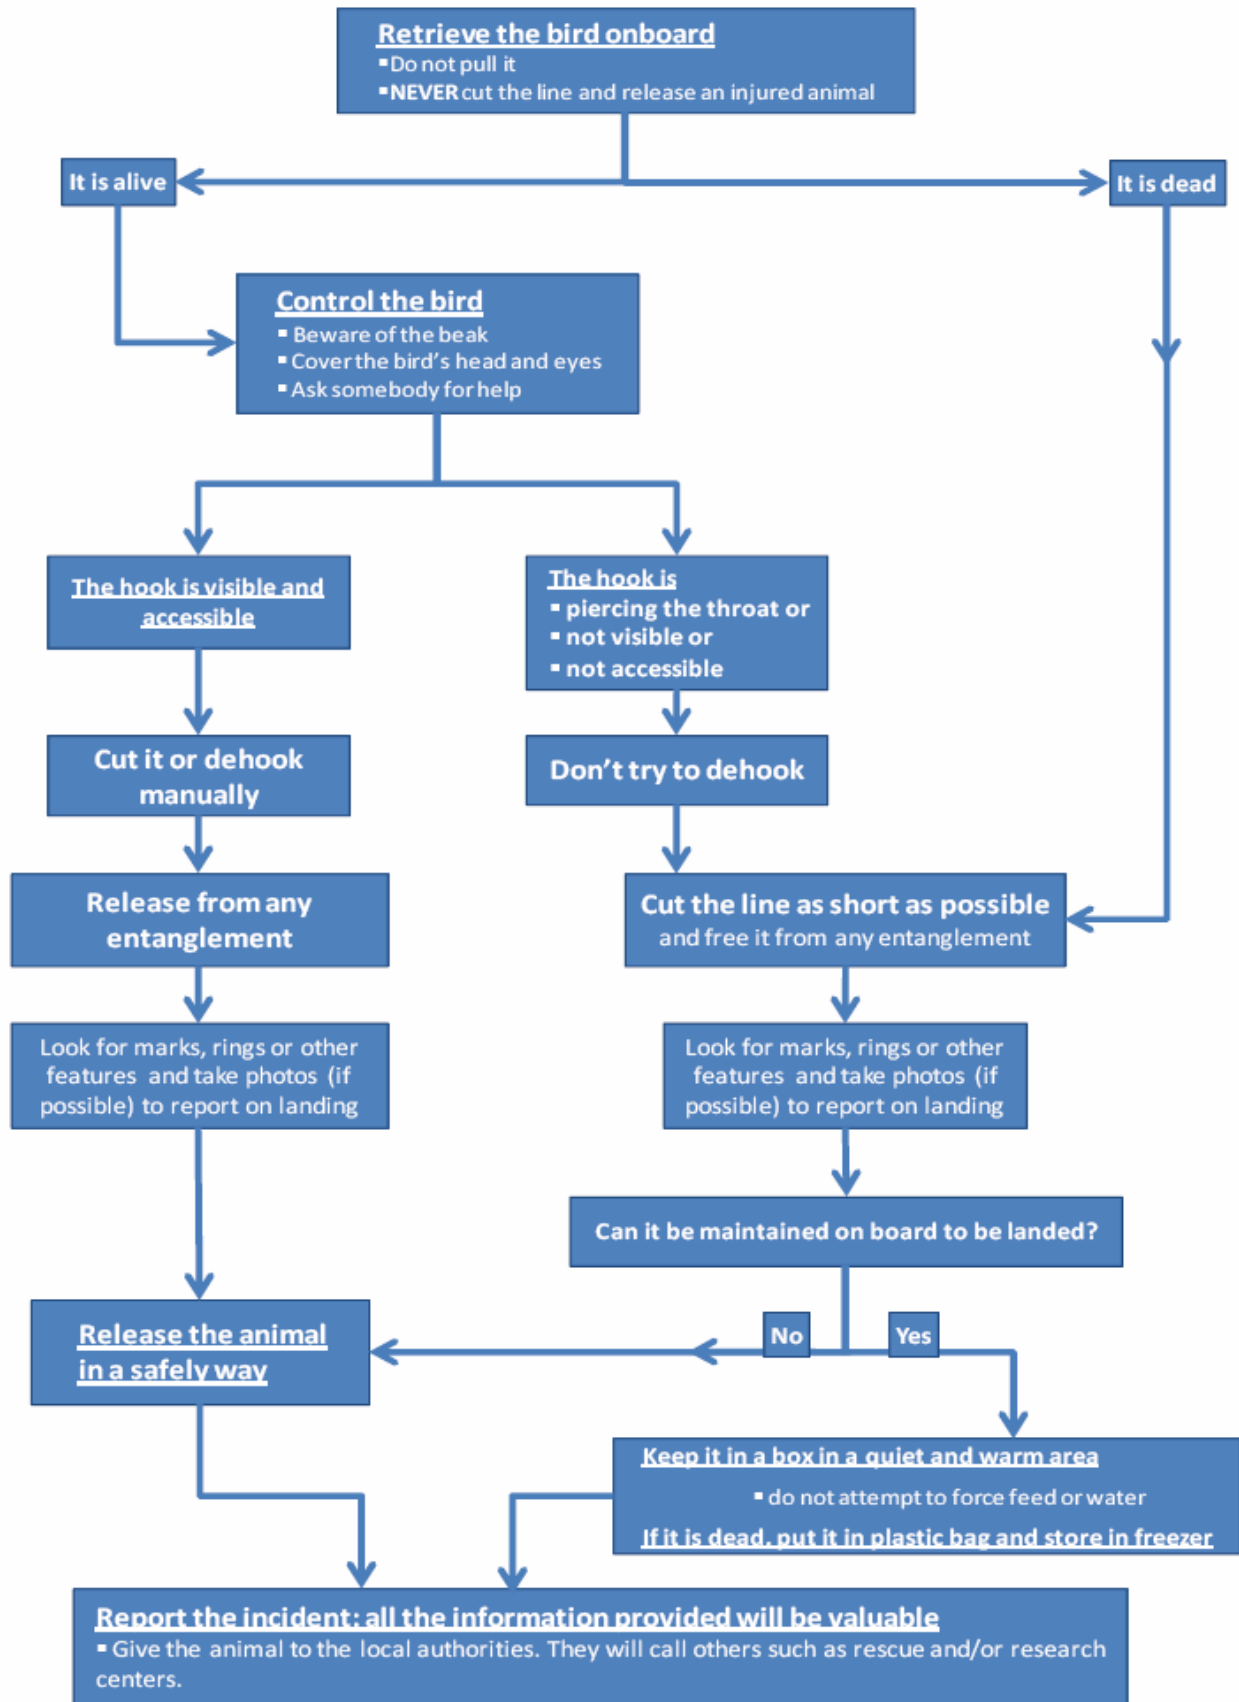 Retrieve the bird onboard
▪Do not pull it
▪NEVER cut the line and release an injured animal
It is alive
It is dead
Control the bird
▪ Beware of the beak
▪ Cover the bird's head and eyes
▪ Ask somebody for help
The hook is visible and
accessible
The hook is
▪ piercing the throat or
▪ not visible or
▪ not accessible
Cut it or dehook
manually
Don't try to dehook
Release from any
entanglement
Cut the line as short as possible
and free it from any entanglement
Look for marks, rings or other
features and take photos (if
possible) to report on landing
Look for marks, rings or other
features and take photos (if
possible) to report on landing
Can it be maintained on board to be landed?
No
Yes
Release the animal
in a safely way
Keep it in a box in a quiet and warm area
▪ do not attempt to force feed or water
If it is dead, put it in plastic bag and store in freezer
Report the incident: all the information provided will be valuable
▪ Give the animal to the local authorities. They will call others such as rescue and/or research
centers.